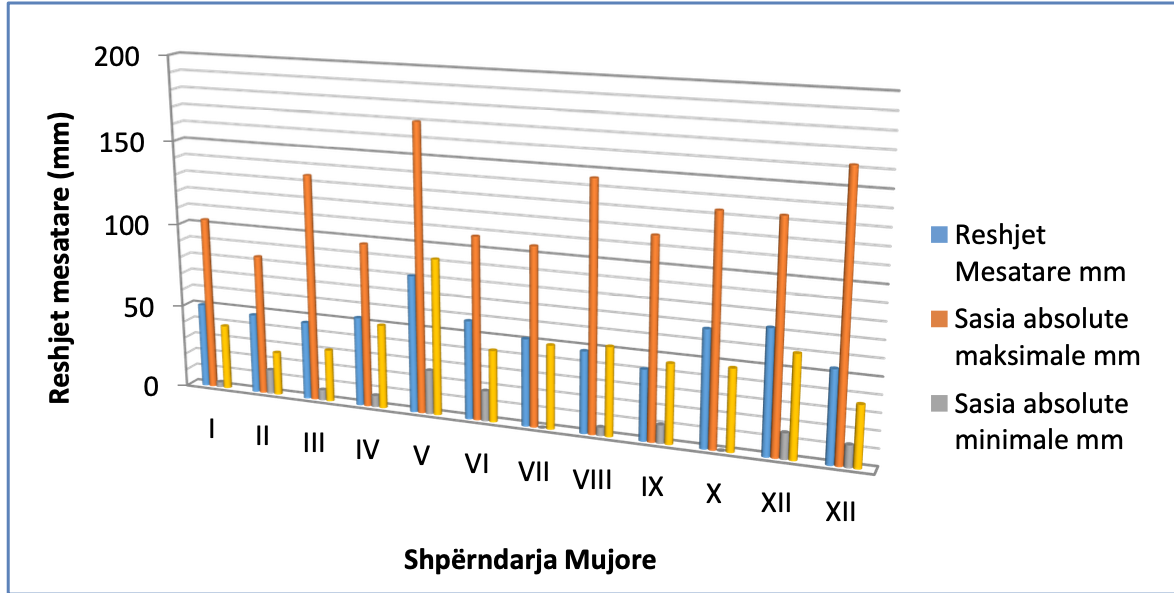 Reshjet mesatare (mm)
200
150
100
50
0
I
II
III
IV
V
VI
VII
VIII
IX
X
XII
XII
Shpërndarja Mujore
Reshjet
Mesatare mm
Sasia absolute
maksimale mm
Sasia absolute
minimale mm